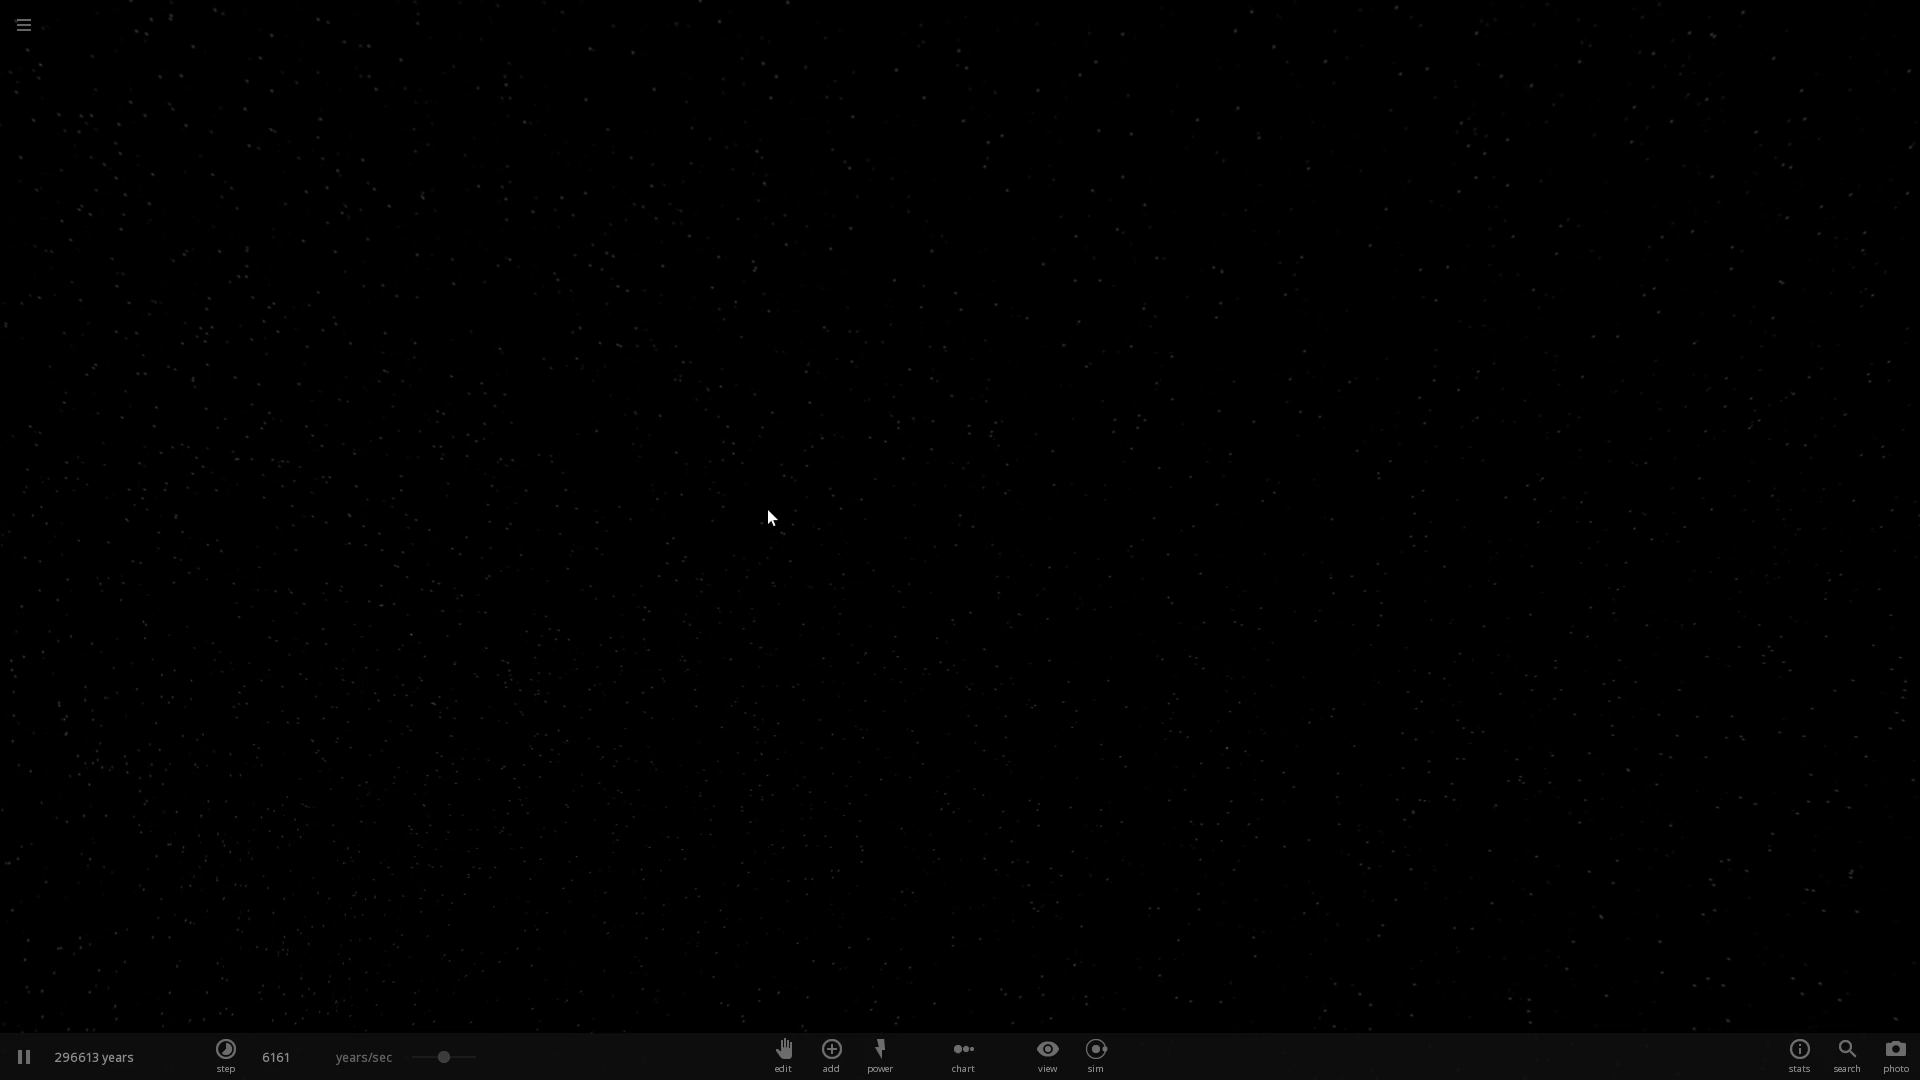 296613 years
step
6161
years/sec
edit
add
power
chart
view
sim
stats
search
photo